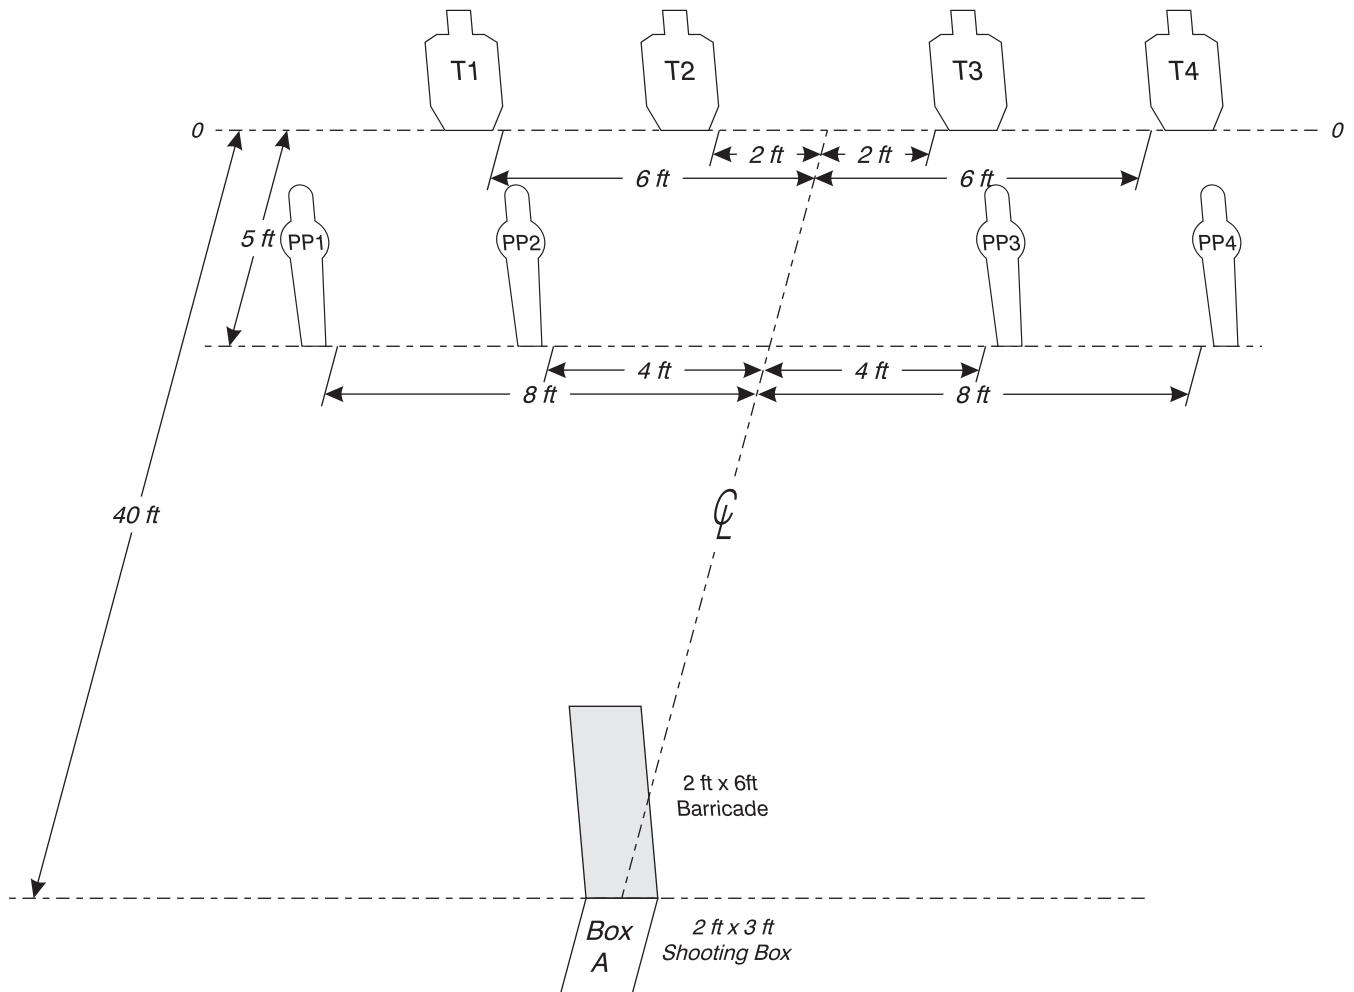 T1 T2 T3 T4
0 0
2 ft 2 ft
6 ft 6 ft
5 ft PP1 PP2 PP3 PP4
4 ft 4 ft
8 ft 8 ft
40 ft ℄
2 ft x 6ft
Barricade
Box
A
2 ft x 3 ft
Shooting Box